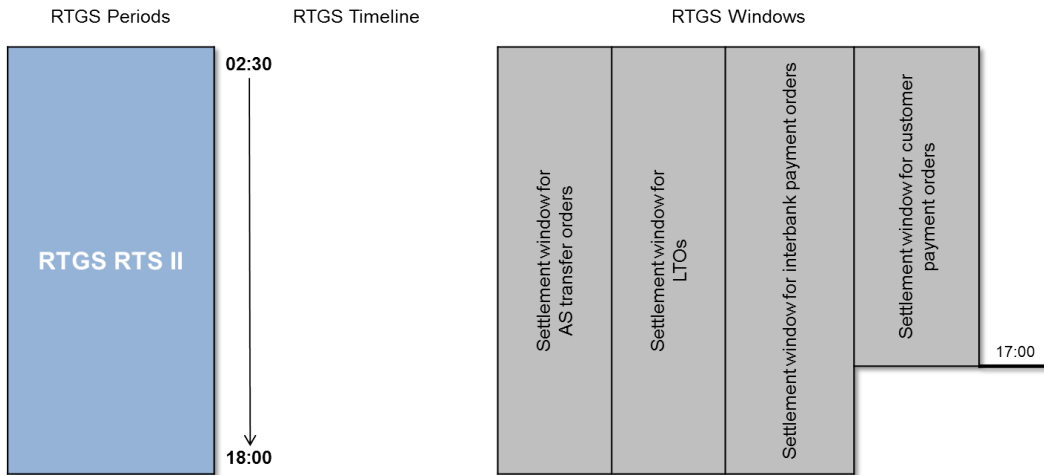 RTGS Periods
RTGS Timeline
RTGS Windows
02:30
RTGS RTS II
18:00
Settlement window for
AS transfer orders
Settlement window for
LTOs
Settlement window for interbank payment orders
Settlement window for customer
payment orders
17:00